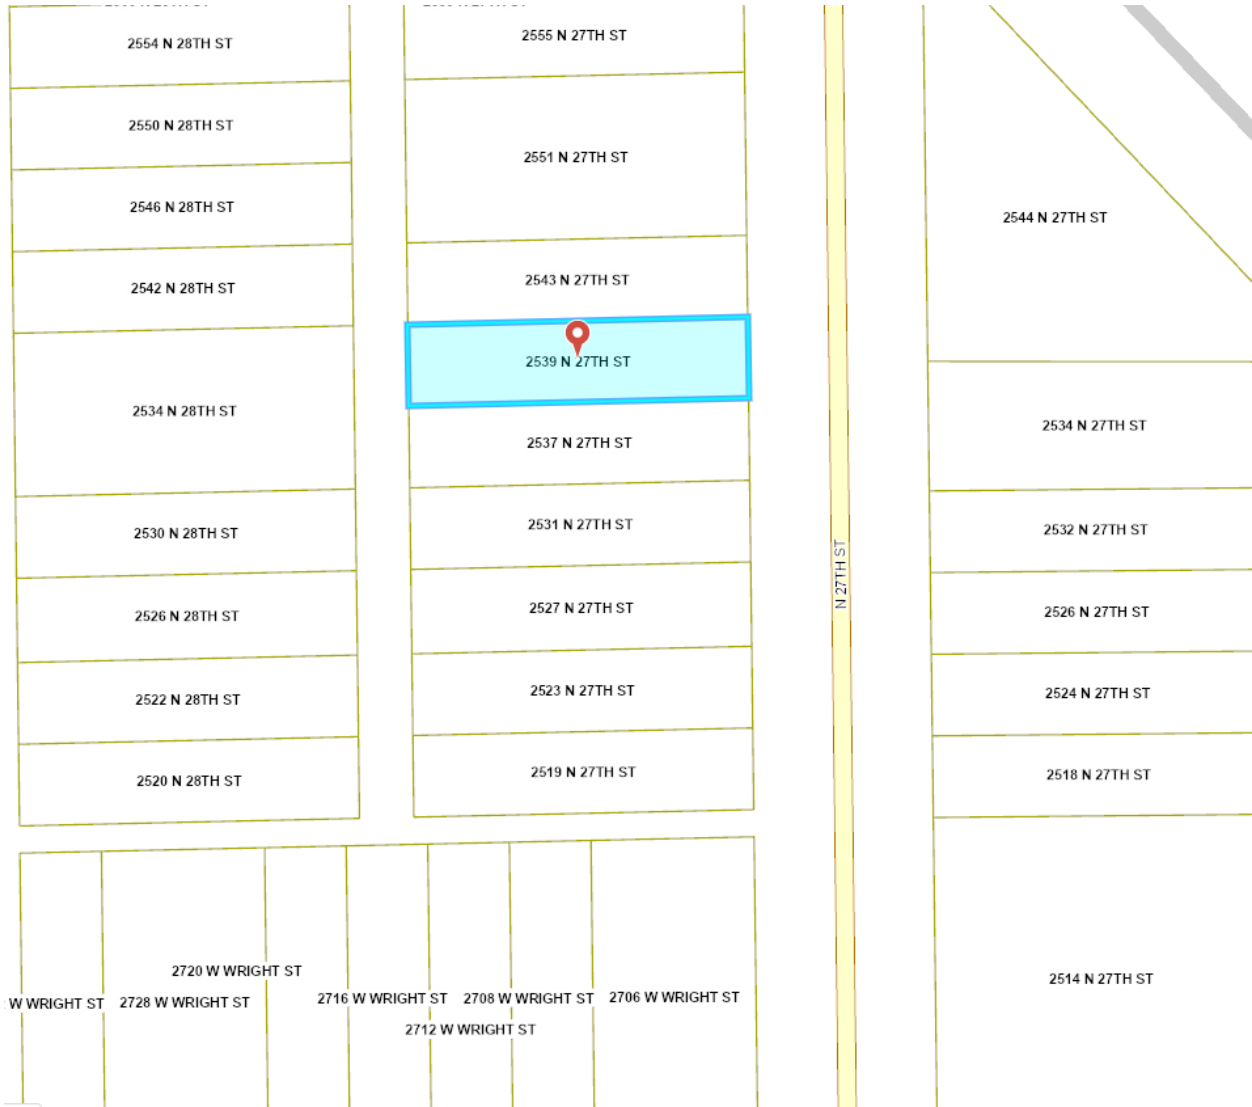 2554 N 28TH ST
2550 N 28TH ST
2546 N 28TH ST
2542 N 28TH ST
2534 N 28TH ST
2530 N 28TH ST
2526 N 28TH ST
2522 N 28TH ST
2520 N 28TH ST
2555 N 27TH ST
2551 N 27TH ST
2543 N 27TH ST
2539 N 27TH ST
2537 N 27TH ST
2531 N 27TH ST
2527 N 27TH ST
2523 N 27TH ST
2519 N 27TH ST
N 27TH ST
2544 N 27TH ST
2534 N 27TH ST
2532 N 27TH ST
2526 N 27TH ST
2524 N 27TH ST
2518 N 27TH ST
2514 N 27TH ST
W WRIGHT ST
2728 W WRIGHT ST
2720 W WRIGHT ST
2716 W WRIGHT ST
2712 W WRIGHT ST
2708 W WRIGHT ST
2706 W WRIGHT ST